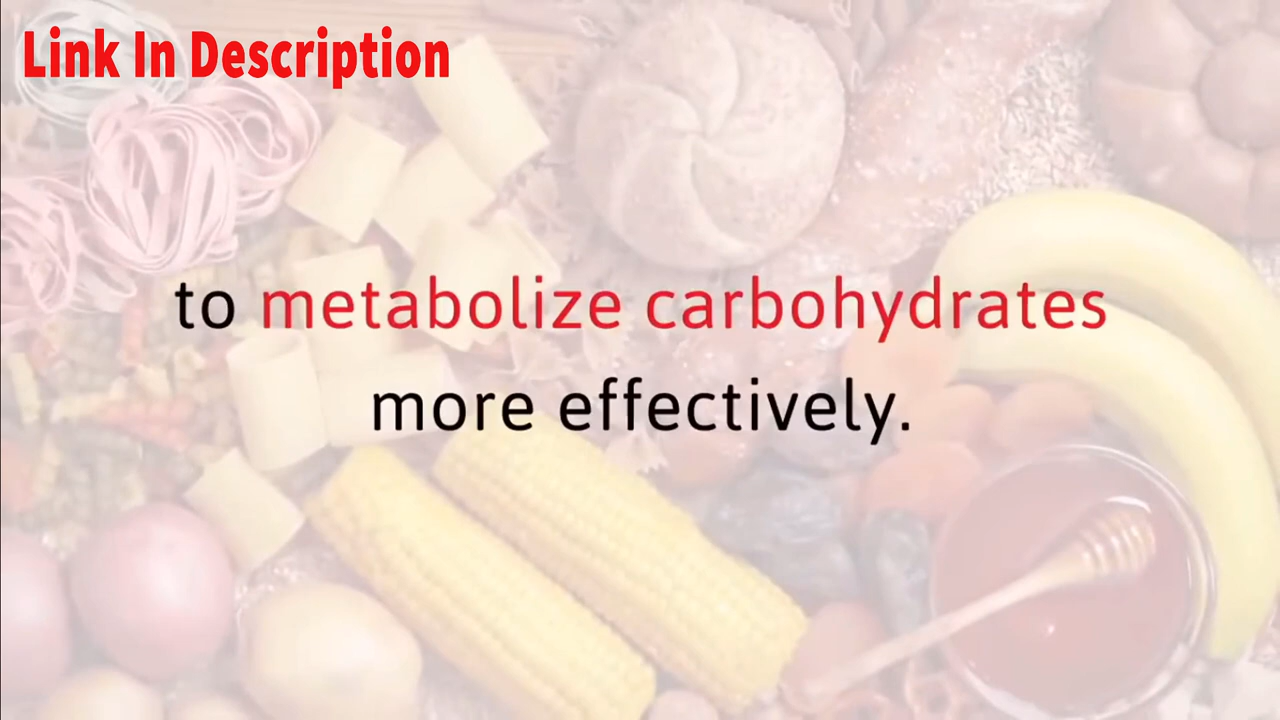 Link In Description
to metabolize carbohydrates
more effectively.